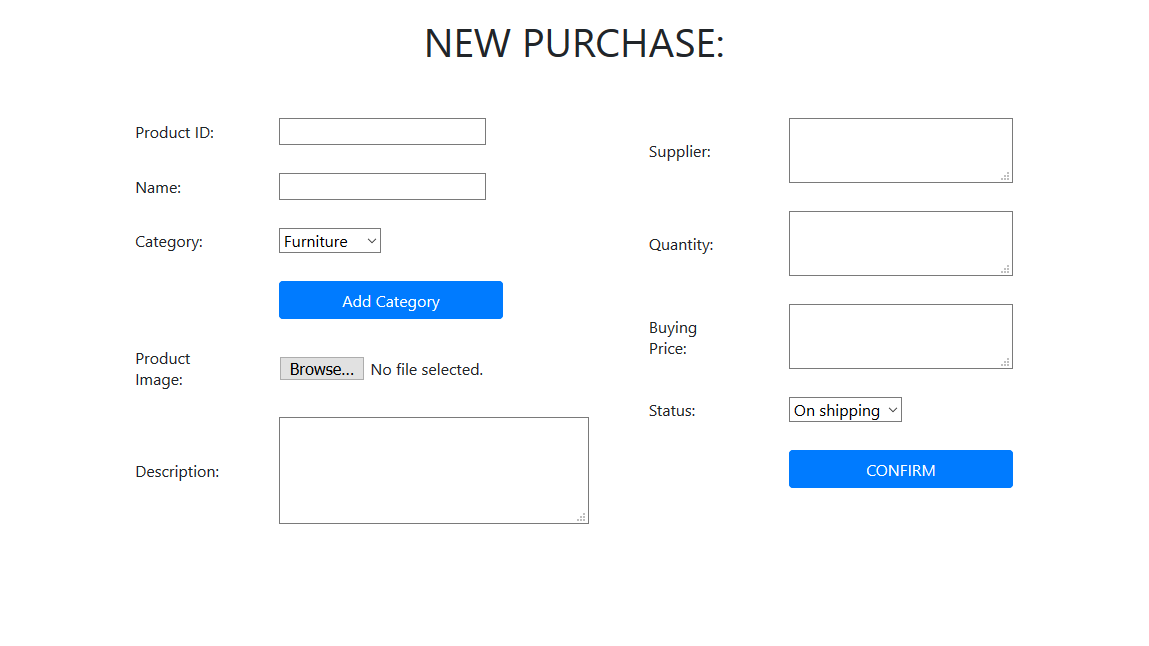 NEW PURCHASE:
Product ID:
Name:
Category:
Furniture
Add Category
Product
Image:
Browse... No file selected.
Description:
Supplier:
Quantity:
Buying
Price:
Status:
On shipping
CONFIRM